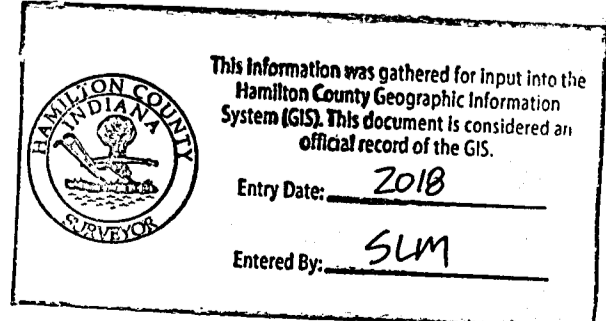 HAMILTON COUNTY
INDIANA
SURVEYOR
This information was gathered for input into the
Hamilton County Geographic Information
System (GIS). This document is considered an
official record of the GIS.
Entry Date: 2018
Entered By: SLM